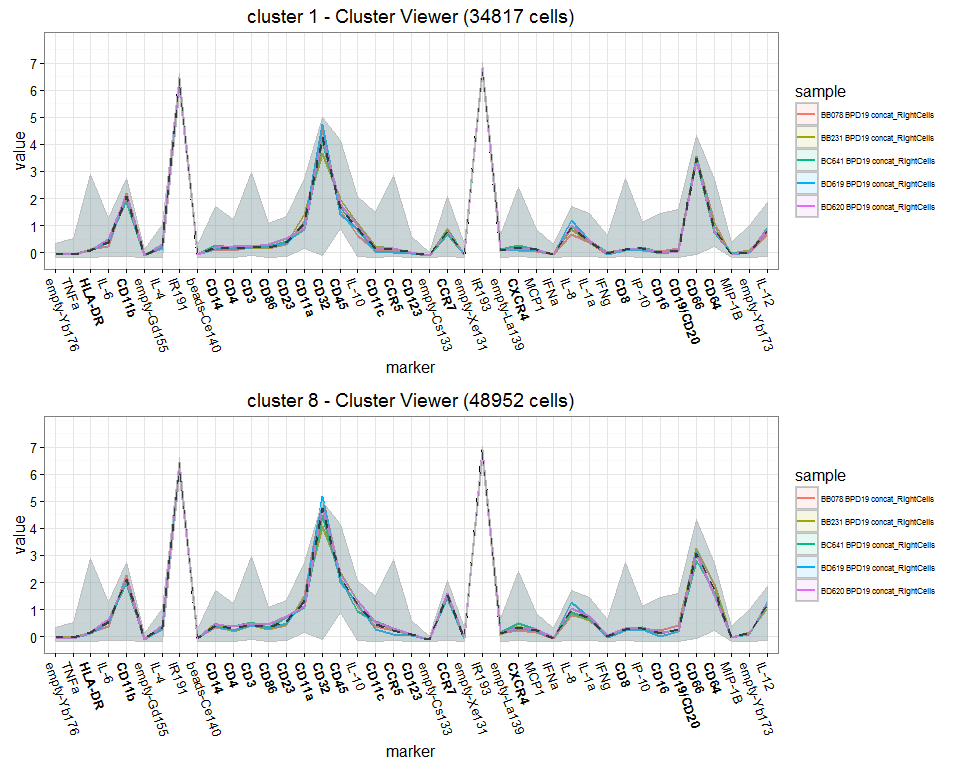 cluster 1 - Cluster Viewer (34817 cells)
value
7
6
5
4
3
2
1
0
empty-Yb176
TNFa
HLA-DR
IL-6
CD11b
empty-Gd155
IL-4
IR191
beads-Ce140
CD14
CD4
CD3
CD86
CD23
CD11a
CD32
CD45
IL-10
CD11c
CCR5
CD123
empty-Cs133
CCR7
empty-Xe131
IR193
empty-La139
CXCR4
MCP1
IFNa
IL-8
IL-1a
IFNg
CD8
IP-10
CD16
CD19/CD20
CD66
CD64
MIP-1B
empty-Yb173
IL-12
marker
sample
BB078 BPD19 concat_RightCells
BB231 BPD19 concat_RightCells
BC641 BPD19 concat_RightCells
BD619 BPD19 concat_RightCells
BD620 BPD19 concat_RightCells
cluster 8 - Cluster Viewer (48952 cells)
value
7
6
5
4
3
2
1
0
empty-Yb176
TNFa
HLA-DR
IL-6
CD11b
empty-Gd155
IL-4
IR191
beads-Ce140
CD14
CD4
CD3
CD86
CD23
CD11a
CD32
CD45
IL-10
CD11c
CCR5
CD123
empty-Cs133
CCR7
empty-Xe131
IR193
empty-La139
CXCR4
MCP1
IFNa
IL-8
IL-1a
IFNg
CD8
IP-10
CD16
CD19/CD20
CD66
CD64
MIP-1B
empty-Yb173
IL-12
marker
sample
BB078 BPD19 concat_RightCells
BB231 BPD19 concat_RightCells
BC641 BPD19 concat_RightCells
BD619 BPD19 concat_RightCells
BD620 BPD19 concat_RightCells